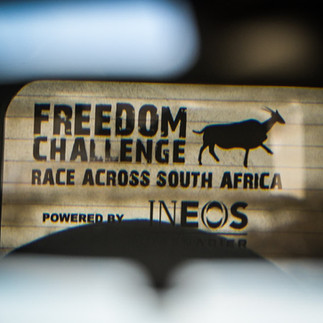 FREEDOM
CHALLENGE
RACE ACROSS SOUTH AFRICA
POWERED BY INEOS